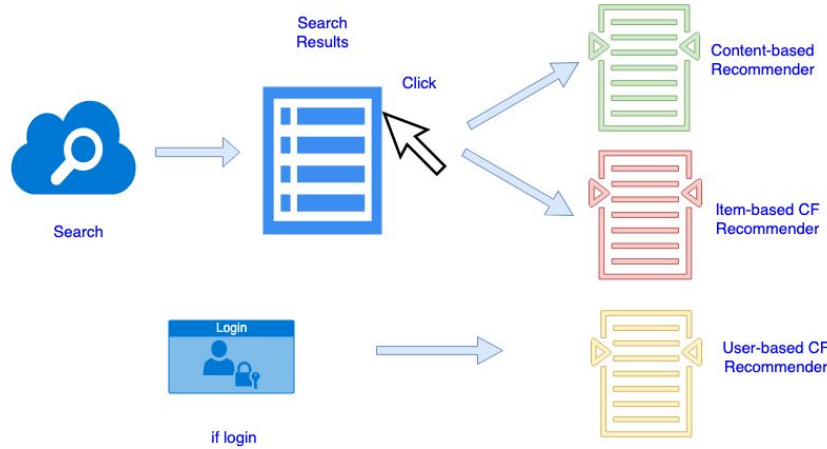 Search
Results
Click
Content-based
Recommender
Search
Item-based CF
Recommender
Login
User-based CF
Recommender
if login